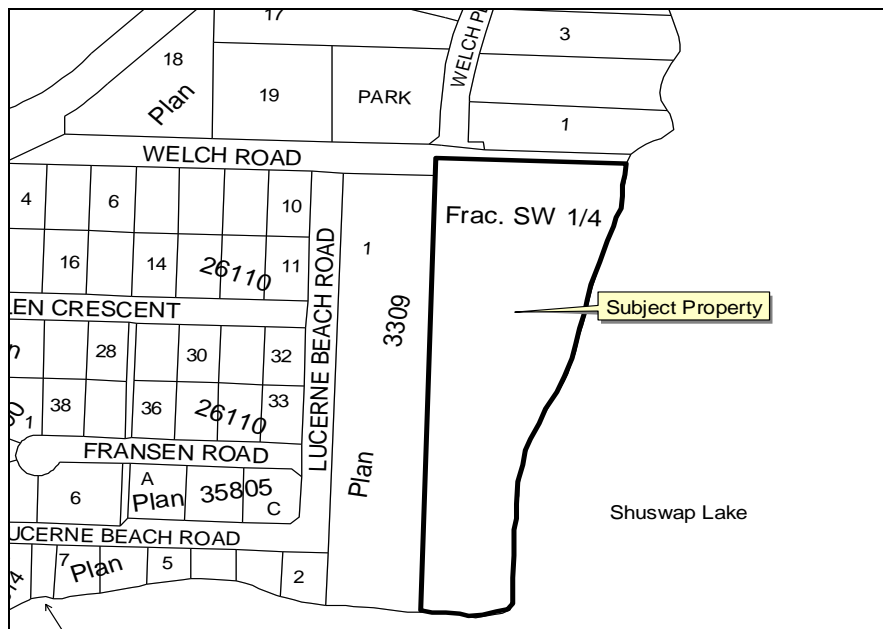 17
3
18
Plan
19
PARK
WELCH
1
WELCH ROAD
4
6
10
1
Frac. SW 1/4
16
14
26110
11
LUCERNE BEACH ROAD
3309
Subject Property
LEN CRESCENT
28
30
32
38
1
36
26110
33
FRANSEN ROAD
A
Plan
35805
C
6
Plan
Shuswap Lake
UCERNE BEACH ROAD
7
Plan
5
2